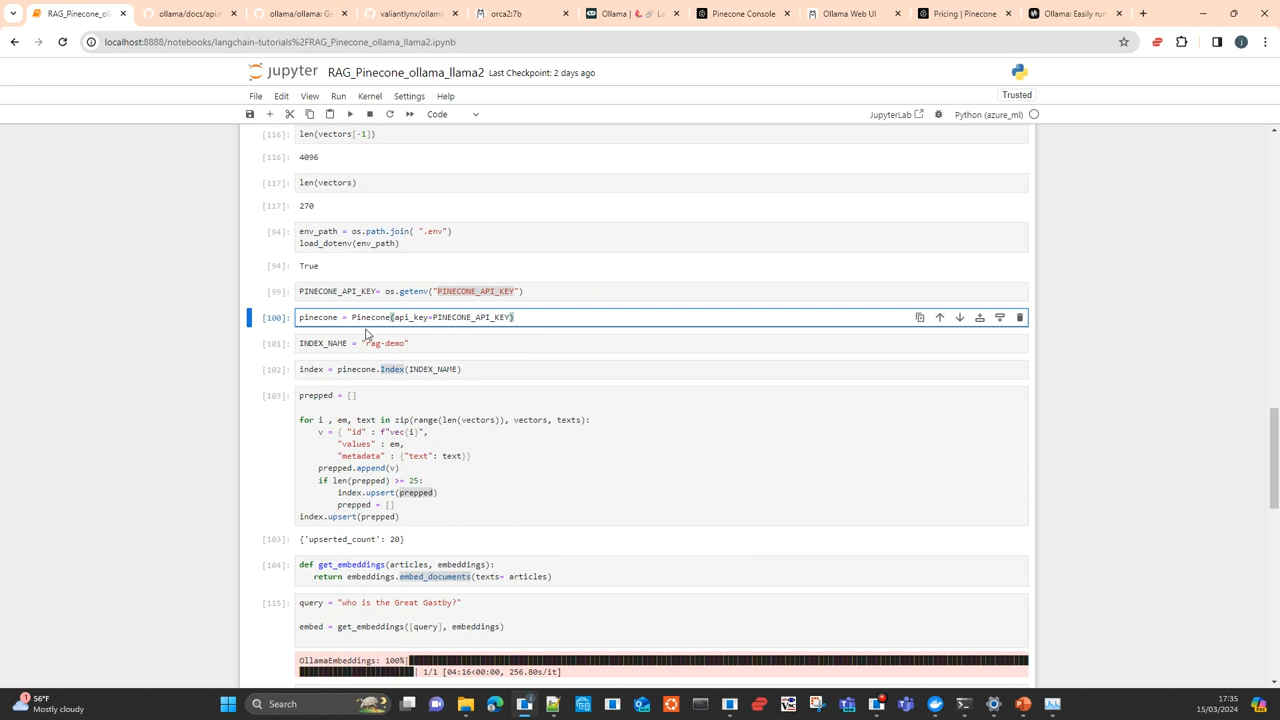 RAG_Pinecone_ollama_ll
ollama/docs/api.m
ollama/ollama: Ge
valiantlynx/ollama
orca2:7b
Ollama |
Pinecone Console
Ollama Web UI
Pricing | Pinecone
Ollama: Easily run
localhost:8888/notebooks/langchain-tutorials%2FRAG_Pinecone_ollama_llama2.ipynb
jupyter RAG_Pinecone_ollama_llama2 Last Checkpoint: 2 days ago
File Edit View Run Kernel Settings Help
Trusted
Code
JupyterLab
Python (azure_ml)
[116]: len(vectors[-1])
[116]: 4096
[117]: len(vectors)
[117]: 270
[94]: env_path = os.path.join( ".env")
load_dotenv(env_path)
[94]: True
[99]: PINECONE_API_KEY= os.getenv("PINECONE_API_KEY")
[100]: pinecone = Pinecone(api_key=PINECONE_API_KEY)
[101]: INDEX_NAME = "rag-demo"
[102]: index = pinecone.Index(INDEX_NAME)
[103]: prepped = []
for i , em, text in zip(range(len(vectors)), vectors, texts):
v = { "id" : f"vec{i}",
"values" : em,
"metadata" : {"text": text}}
prepped.append(v)
if len(prepped) >= 25:
index.upsert(prepped)
prepped = []
index.upsert(prepped)
[103]: {'upserted_count': 20}
[104]: def get_embeddings(articles, embeddings):
return embeddings.embed_documents(texts= articles)
[115]: query = "who is the Great Gastby?"
embed = get_embeddings([query], embeddings)
OllamaEmbeddings: 100%|
| 1/1 [04:16<00:00, 256.80s/it]
56°F
Mostly cloudy
Search
17:35
15/03/2024